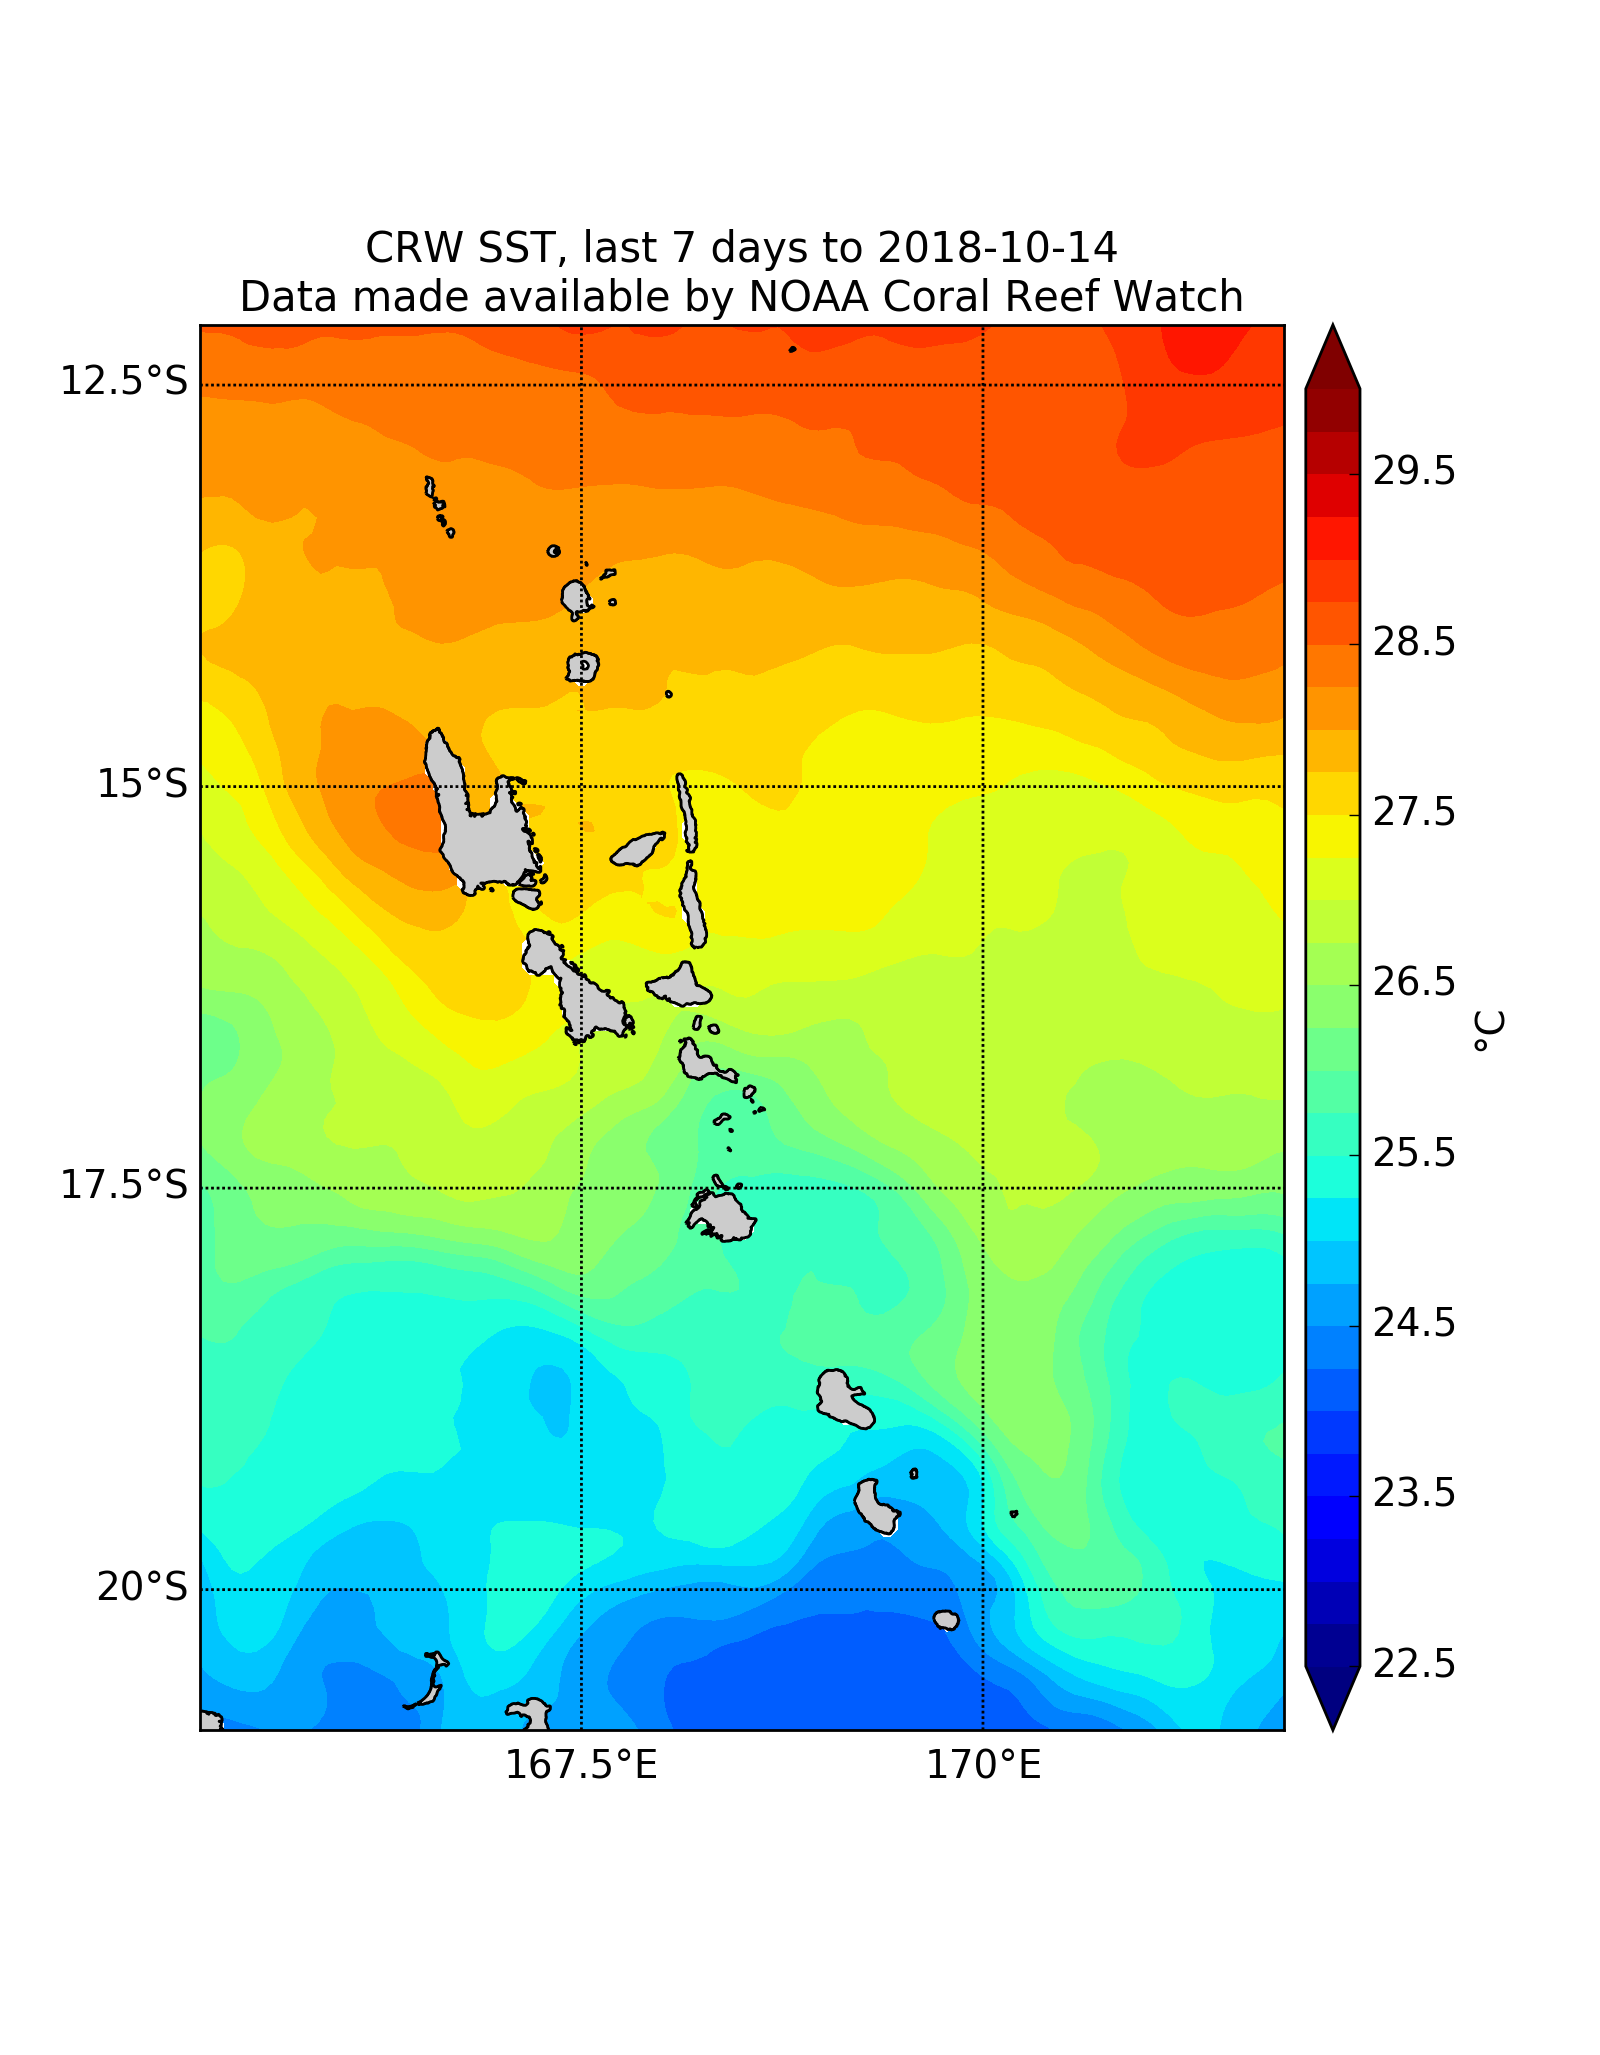 CRW SST, last 7 days to 2018-10-14
Data made available by NOAA Coral Reef Watch
12.5°S
15°S
17.5°S
20°S
167.5°E
170°E
29.5
28.5
27.5
26.5
25.5
24.5
23.5
22.5
°C